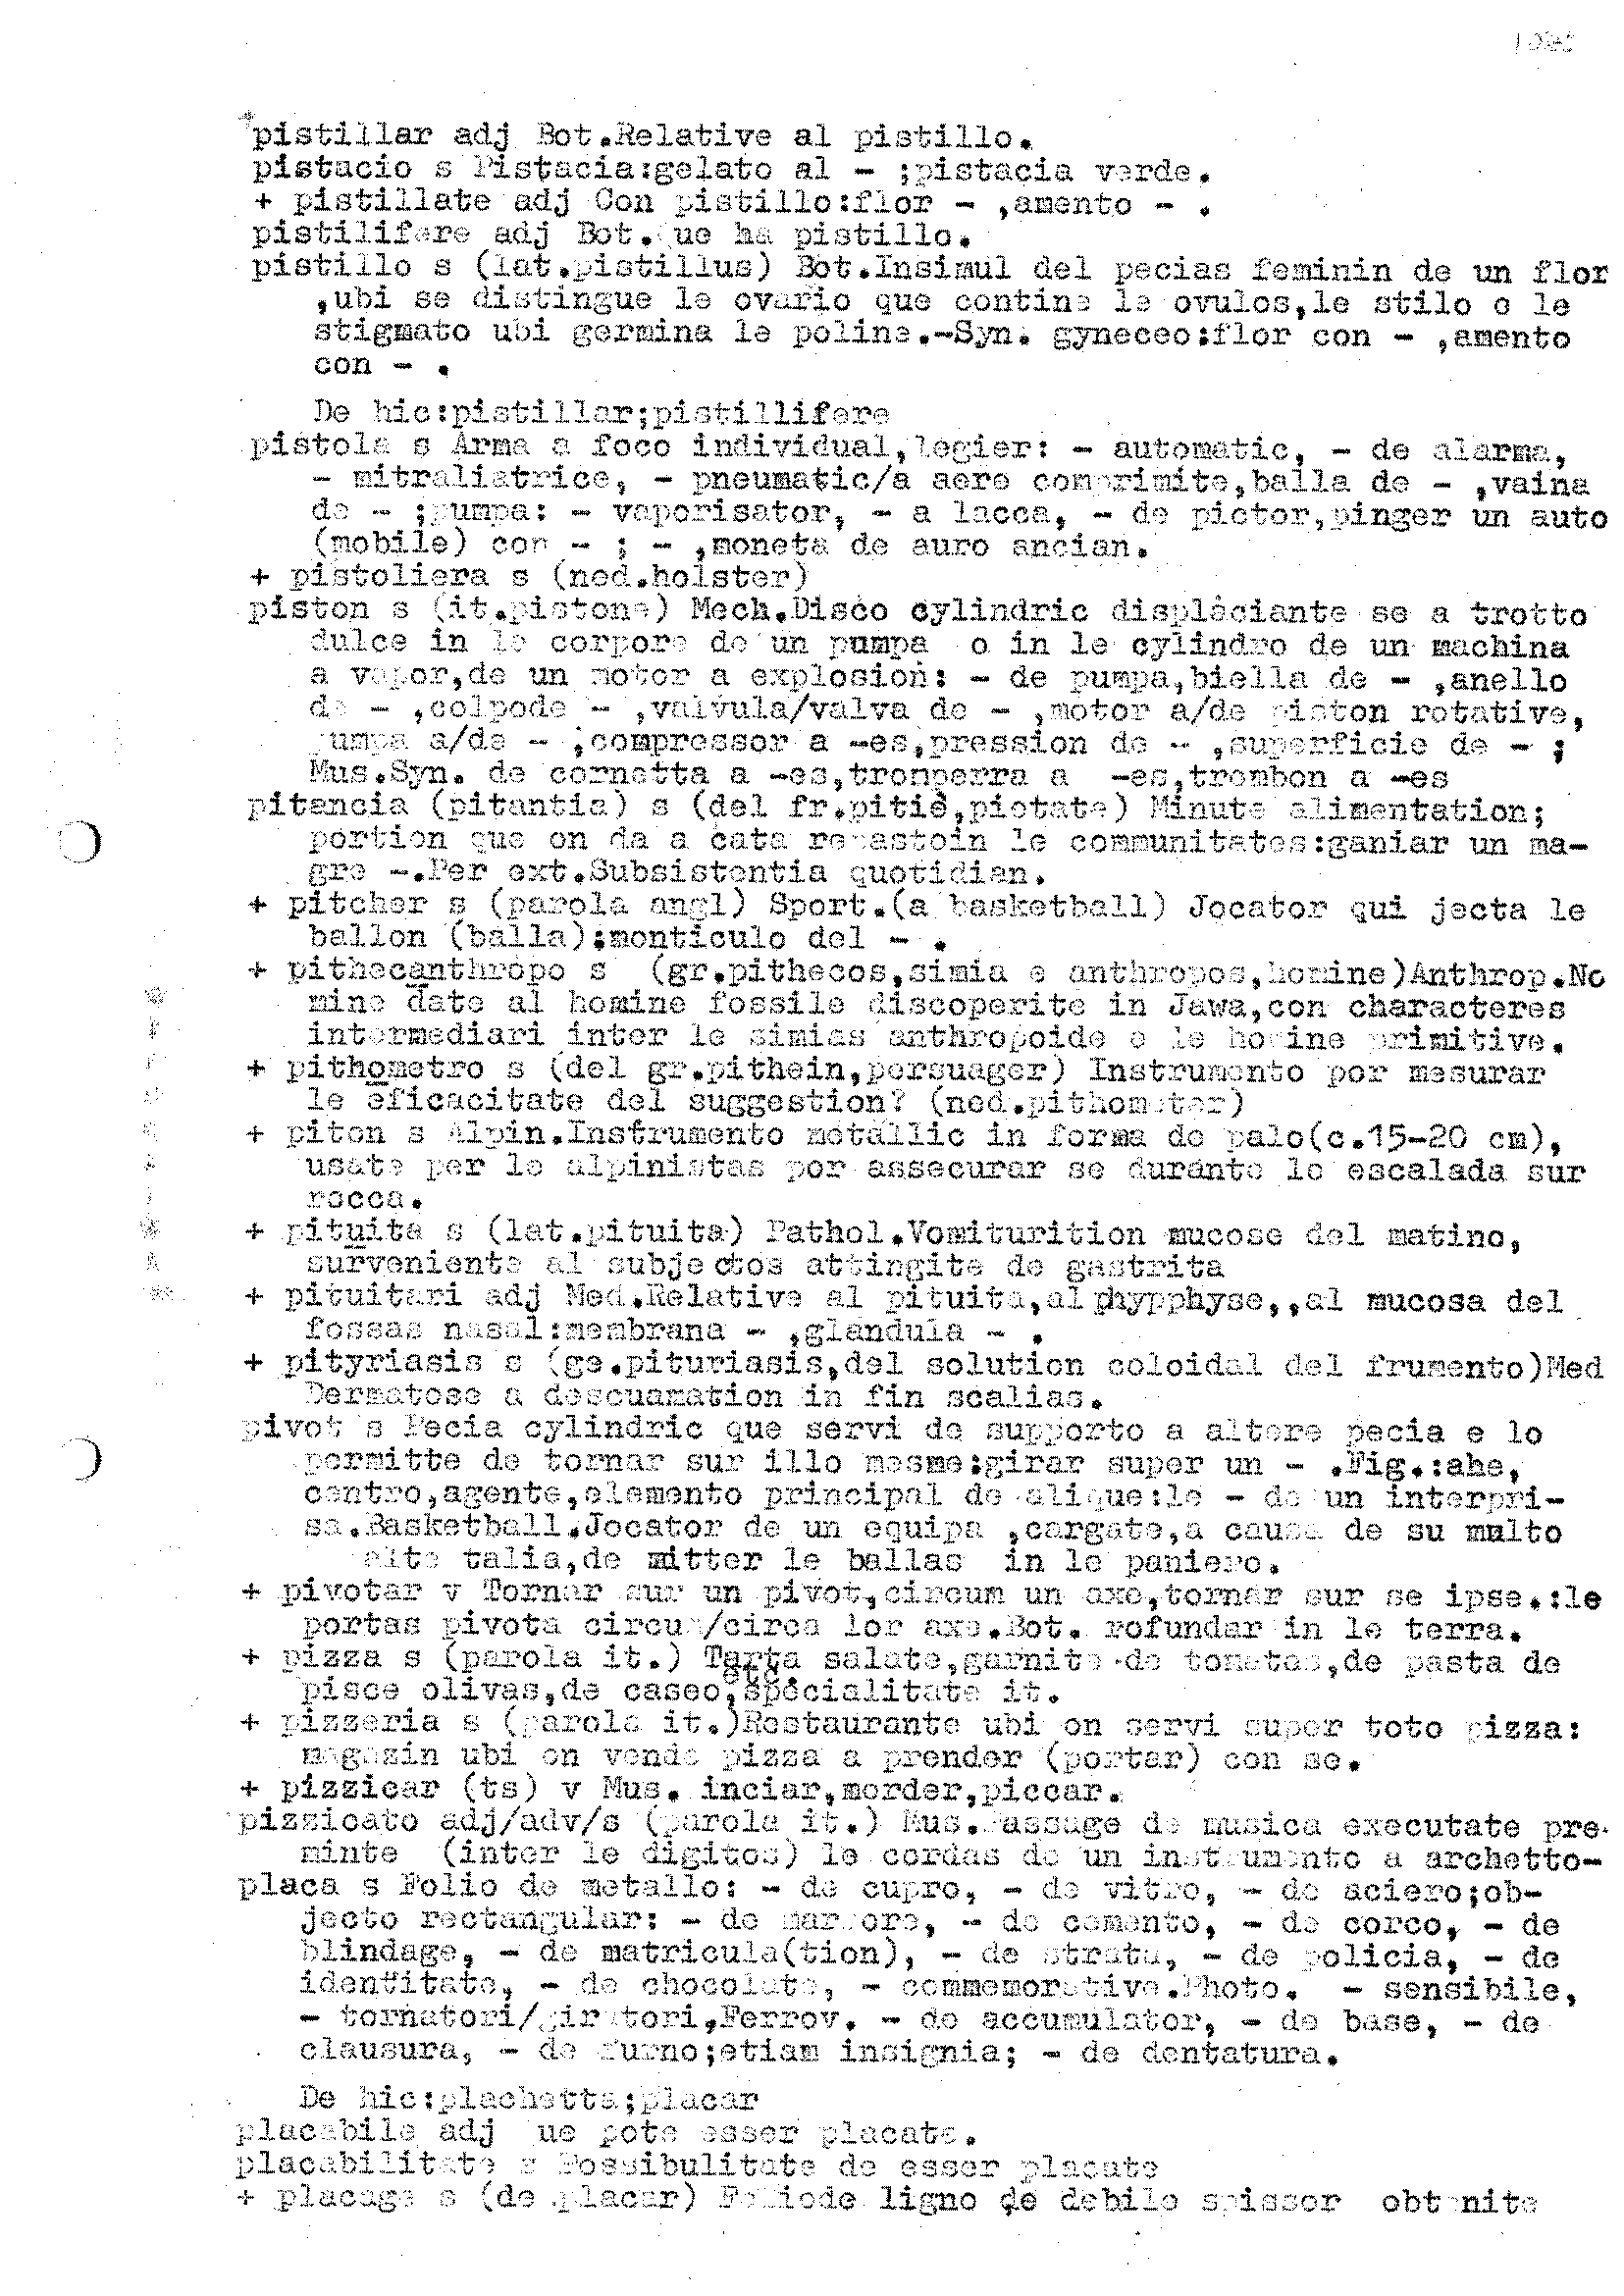 +pistillar adj Bot.Relative al pistillo.
pistacio s Pistacia:gelato al - ;pistacia verde.
+ pistillate adj Con pistillo:flor - ,amento - .
pistilifere adj Bot. ue ha pistillo.
pistillo s (lat.pistillus) Bot.Insimul del pecias feminin de un flor
,ubi se distingue le ovario que contine le ovulos,le stilo o le
stigmato ubi germina le poline.-Syn. gyneceo:flor con - ,amento
con - .
De hic:pistillar;pistillifere
pistola s Arma a foco individual,legier: - automatic, - de alarma,
- mitraliatrice, - pneumatic/a aere comprimite,balla de - ,vaina
de - ;pumpa: - vaporisator, - a lacca, - de pictor,pinger un auto
(mobile) con - ; - ,moneta de auro ancian.
+ pistoliera s (ned.holster)
piston s (it.pistone) Mech.Disco cylindric displaciante se a trotto
dulce in le corpore de un pumpa o in le cylindro de un machina
a vapor,de un motor a explosion: - de pumpa,biella de - ,anello
de - ,colpode - ,valvula/valva de - ,motor a/de piston rotative,
umpa a/de - ;compressor a -es,pression de - ,superficie de - ;
Mus.Syn. de cornetta a -es,tromperra a -es,trombon a -es
pitancia (pitantia) s (del fr.pitié,pietate) Minute alimentation;
portion que on da a cata repastoin le communitates:ganiar un ma-
gre -.Per ext.Subsistentia quotidian.
+ pitcher s (parola angl) Sport.(a basketball) Jocator qui jecta le
ballon (balla):monticulo del - .
+ pithecanthropo s (gr.pithecos,simia e anthropos,homine)Anthrop.No
mine date al homine fossile discoperite in Jawa,con characteres
intermediari inter le simias anthropoide e le homine primitive.
+ pithometro s (del gr.pithein,persuager) Instrumento por mesurar
le eficacitate del suggestion? (ned.pithometer)
+ piton s Alpin.Instrumento metallic in forma de palo(c.15-20 cm),
usate per le alpinistas por assecurar se durante le escalada sur
rocca.
+ pituita s (lat.pituita) Pathol.Vomiturition mucose del matino,
surveniente al subjectos attingite de gastrita
+ pituitari adj Med.Relative al pituita,al phypphyse,,al mucosa del
fossas nasal:membrana - ,glandula - .
+ pityriasis s (ge.pituriasis,del solution coloidal del frumento)Med
Dermatose a descuamation in fin scalias.
pivot s Pecia cylindric que servi de supporto a altere pecia e lo
permitte de tornar sur illo mesme:girar super un - .Fig.:ahe,
centro,agente,elemento principal de alique:le - de un interpri-
sa.Basketball.Jocator de un equipa ,cargate,a causa de su multo
alte talia,de mitter le ballas in le paniero.
+ pivotar v Tornar sur un pivot,circum un axe,tornar sur se ipse.:le
portas pivota circum/circa lor axe.Bot. rofundar in le terra.
+ pizza s (parola it.) Tarta salate,garnite de tomatas,de pasta de
pisce olivas,de caseo,etc.specialitate it.
+ pizzeria s (parola it.)Restaurante ubi on servi super toto pizza:
magazin ubi on vende pizza a prender (portar) con se.
+ pizzicar (ts) v Mus. inciar,morder,piccar.
pizzicato adj/adv/s (parola it.) Mus.Passage de musica executate pre-
minte (inter le digitos) le cordas de un instrumento a archetto-
placa s Folio de metallo: - de cupro, - de vitro, - de aciero;ob-
jecto rectangular: - de marmore, - de cemento, - de corco, - de
blindage, - de matricula(tion), - de strata, - de policia, - de
identitate, - de chocolate, - commemorative.Photo. - sensibile,
- tornatori/giratori,Ferrov. - de accumulator, - de base, - de
clausura, - de furno;etiam insignia; - de dentatura.
De hic:plachetta;placar
placabile adj ue pote esser placate.
placabilitate s Possibulitate de esser placate
+ placage s (de placar) Foliode ligno de debile spissor obtenite